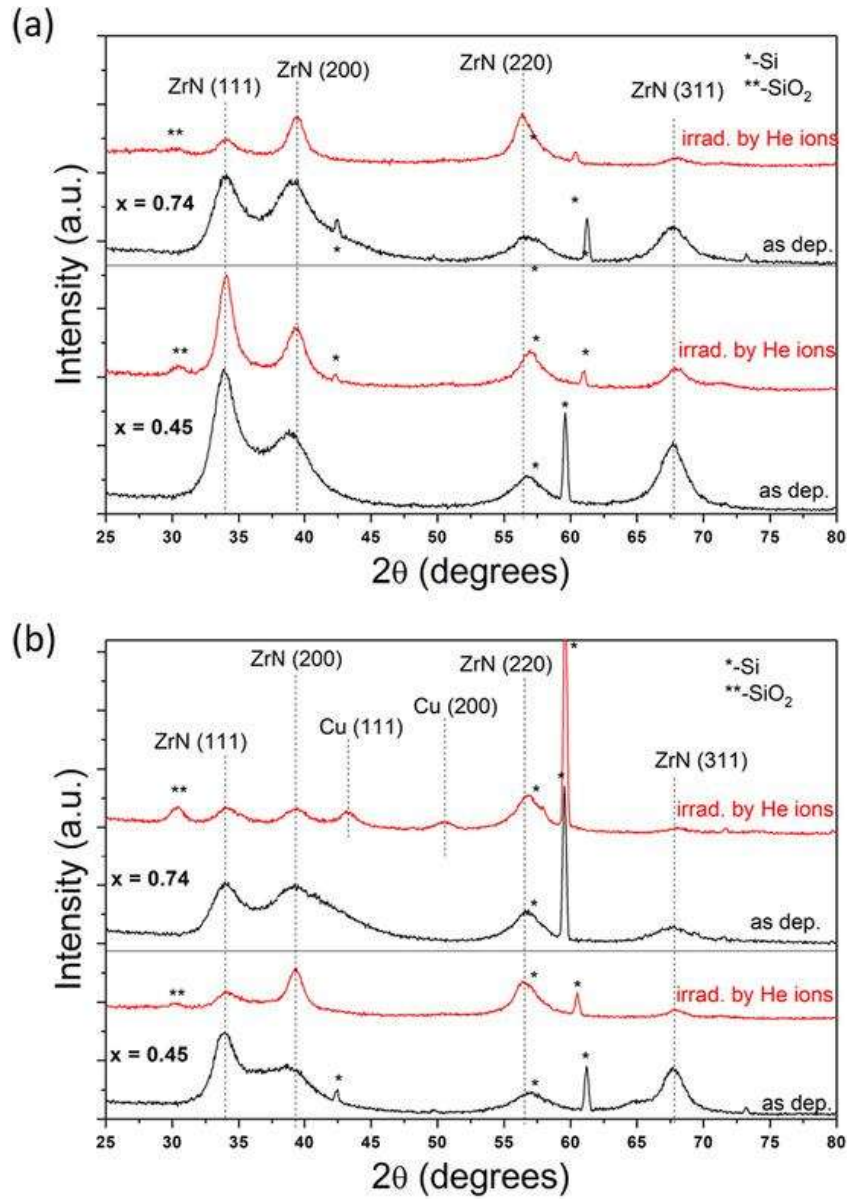 (a)
ZrN (111)
ZrN (200)
ZrN (220)
ZrN (311)
*-Si
**-SiO₂
**
*
irrad. by He ions
x = 0.74
*
*
*
as dep.
*
**
*
*
*
irrad. by He ions
x = 0.45
*
*
as dep.
Intensity (a.u.)
25 30 35 40 45 50 55 60 65 70 75 80
2θ (degrees)
(b)
ZrN (111)
ZrN (200)
Cu (111)
Cu (200)
ZrN (220)
ZrN (311)
*
*-Si
**-SiO₂
**
*
*
irrad. by He ions
x = 0.74
*
as dep.
**
*
*
irrad. by He ions
x = 0.45
*
*
*
as dep.
Intensity (a.u.)
25 30 35 40 45 50 55 60 65 70 75 80
2θ (degrees)